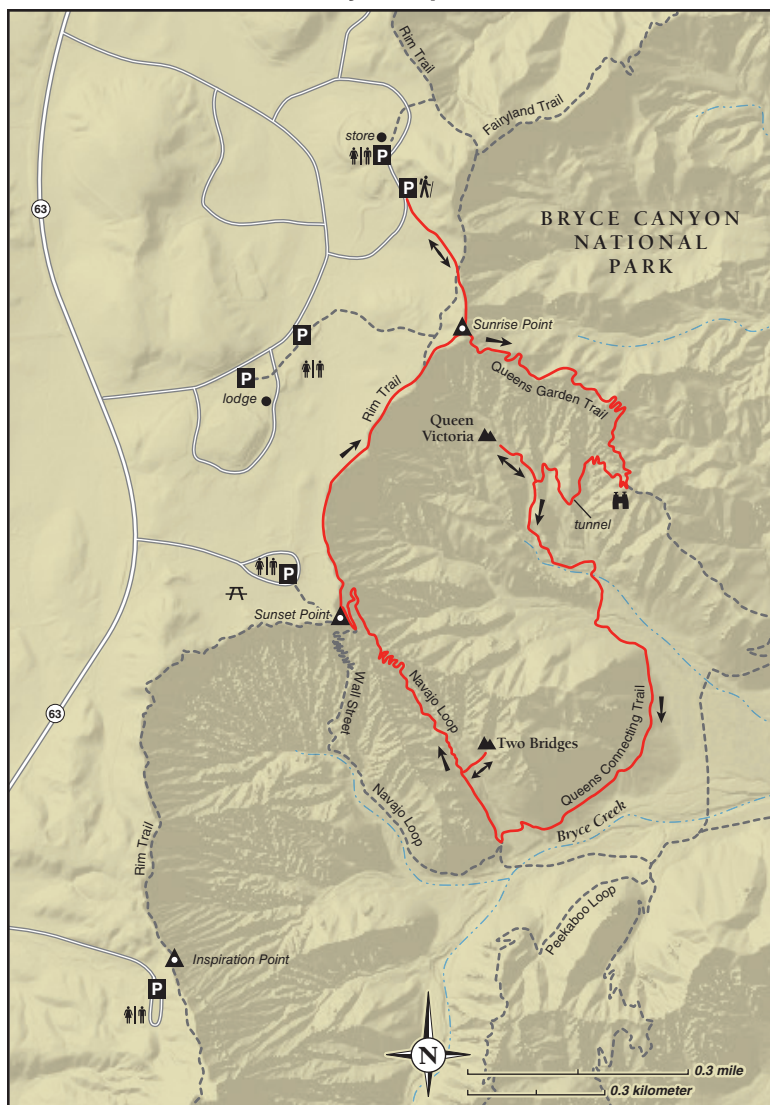 Rim Trail
Fairyland Trail
store
P
P
63
BRYCE CANYON
NATIONAL
PARK
Sunrise Point
P
P
lodge
Rim Trail
Queens Garden Trail
Queen
Victoria
tunnel
P
Sunset Point
Wall Street
Navajo Loop
63
Two Bridges
Queens Connecting Trail
Navajo Loop
Bryce Creek
Rim Trail
Peekaboo Loop
Inspiration Point
P
N
0.3 mile
0.3 kilometer